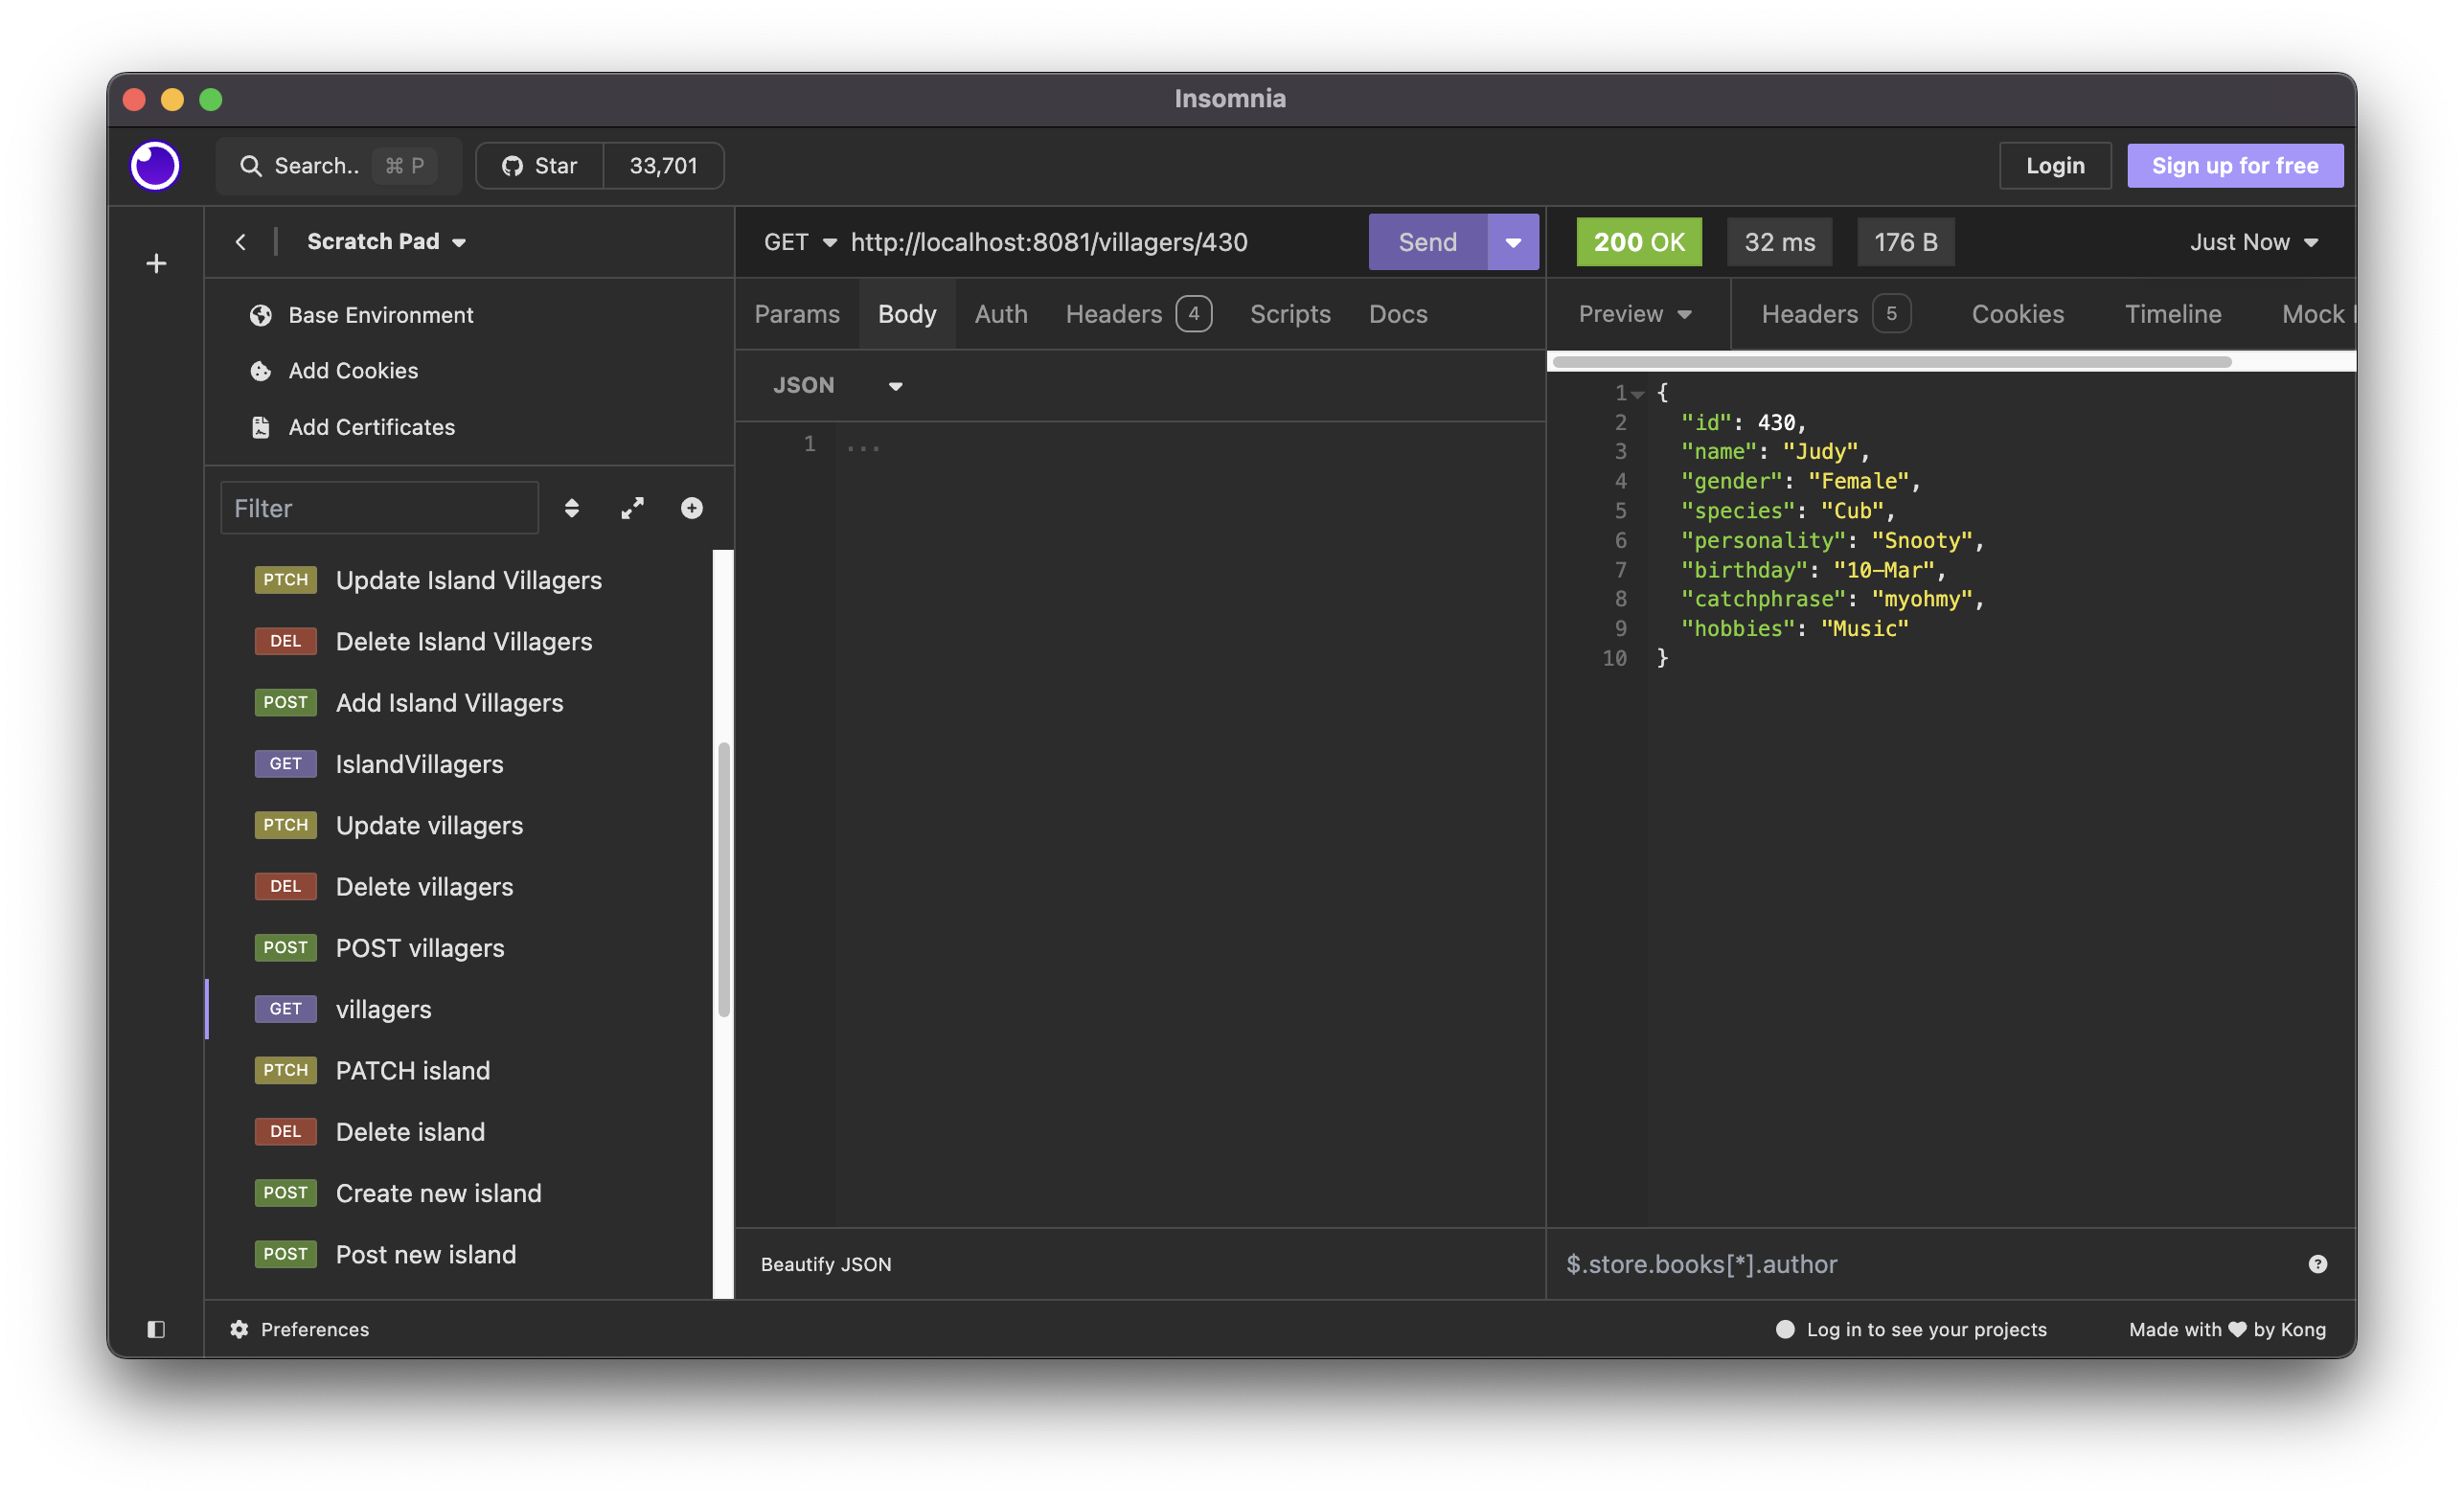 Insomnia
Search.. ⌘ P
Star 33,701
Login
Sign up for free
Scratch Pad
Base Environment
Add Cookies
Add Certificates
Filter
PTCH Update Island Villagers
DEL Delete Island Villagers
POST Add Island Villagers
GET IslandVillagers
PTCH Update villagers
DEL Delete villagers
POST POST villagers
GET villagers
PTCH PATCH island
DEL Delete island
POST Create new island
POST Post new island
Preferences
GET http://localhost:8081/villagers/430 Send
Params Body Auth Headers 4 Scripts Docs
JSON
1 ...
Beautify JSON
200 OK 32 ms 176 B Just Now
Preview Headers 5 Cookies Timeline Mock
1 {
2 "id": 430,
3 "name": "Judy",
4 "gender": "Female",
5 "species": "Cub",
6 "personality": "Snooty",
7 "birthday": "10-Mar",
8 "catchphrase": "myohmy",
9 "hobbies": "Music"
10 }
$.store.books[*].author
Log in to see your projects
Made with ♥ by Kong